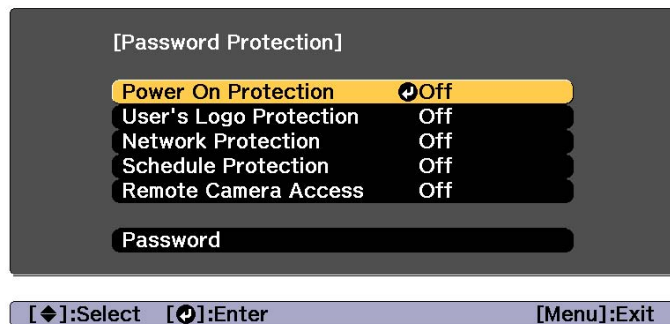 [Password Protection]
Power On Protection Off
User's Logo Protection Off
Network Protection Off
Schedule Protection Off
Remote Camera Access Off
Password
[◆]:Select [↵]:Enter [Menu]:Exit